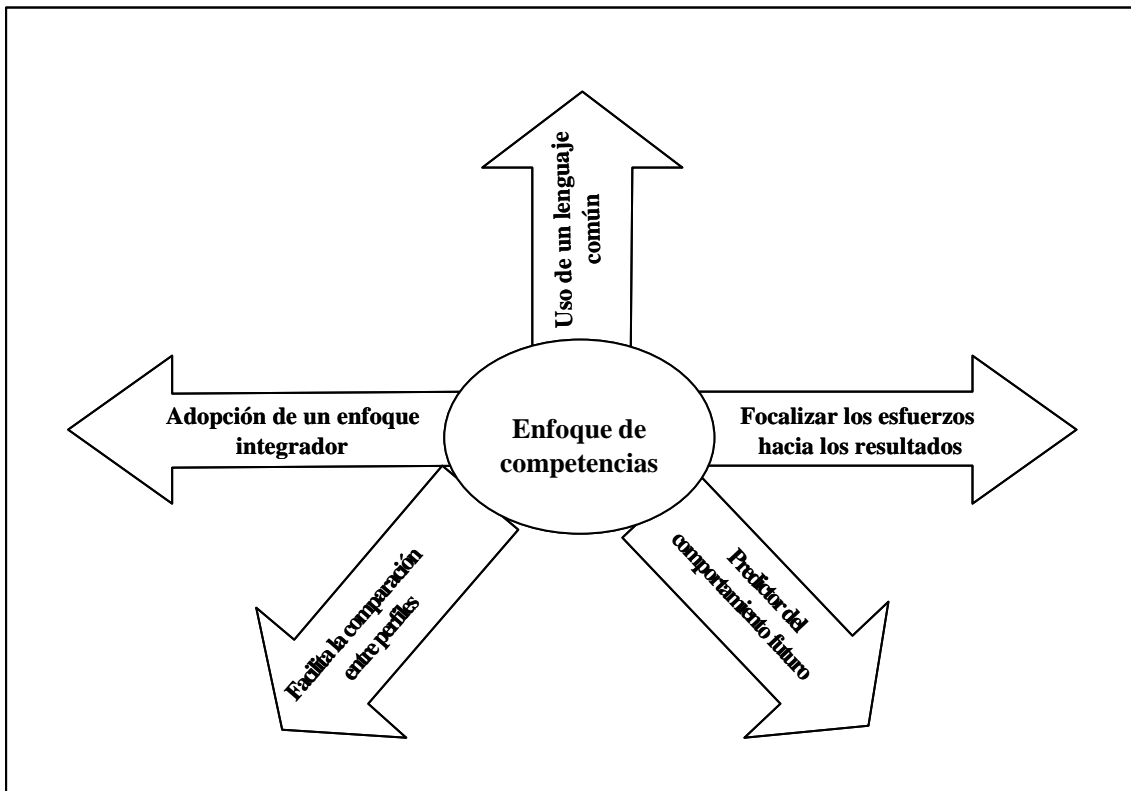 Uso de un lenguaje
común
Adopción de un enfoque
integrador
Enfoque de
competencias
Focalizar los esfuerzos
hacia los resultados
Facilita la comparación
entre perfiles
Predictor del
comportamiento futuro